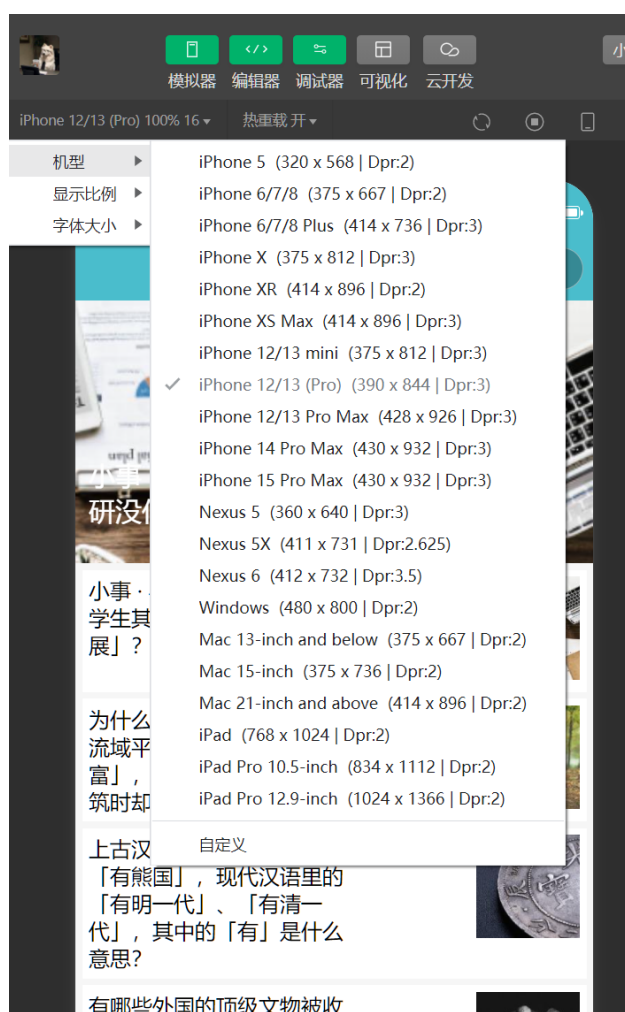 小
模拟器 编辑器 调试器 可视化 云开发
iPhone 12/13 (Pro) 100% 16 热重载 开
机型
显示比例
字体大小
iPhone 5 (320 x 568 | Dpr:2)
iPhone 6/7/8 (375 x 667 | Dpr:2)
iPhone 6/7/8 Plus (414 x 736 | Dpr:3)
iPhone X (375 x 812 | Dpr:3)
iPhone XR (414 x 896 | Dpr:2)
iPhone XS Max (414 x 896 | Dpr:3)
iPhone 12/13 mini (375 x 812 | Dpr:3)
iPhone 12/13 (Pro) (390 x 844 | Dpr:3)
iPhone 12/13 Pro Max (428 x 926 | Dpr:3)
iPhone 14 Pro Max (430 x 932 | Dpr:3)
iPhone 15 Pro Max (430 x 932 | Dpr:3)
Nexus 5 (360 x 640 | Dpr:3)
Nexus 5X (411 x 731 | Dpr:2.625)
Nexus 6 (412 x 732 | Dpr:3.5)
Windows (480 x 800 | Dpr:2)
Mac 13-inch and below (375 x 667 | Dpr:2)
Mac 15-inch (375 x 736 | Dpr:2)
Mac 21-inch and above (414 x 896 | Dpr:2)
iPad (768 x 1024 | Dpr:2)
iPad Pro 10.5-inch (834 x 1112 | Dpr:2)
iPad Pro 12.9-inch (1024 x 1366 | Dpr:2)
自定义
小事
研没
小事 ·
学生其
展」?
为什么
流域平
富」,
筑时却
上古汉
「有熊国」,现代汉语里的
「有明一代」、「有清一
代」,其中的「有」是什么
意思?
有哪些外国的顶级文物被收